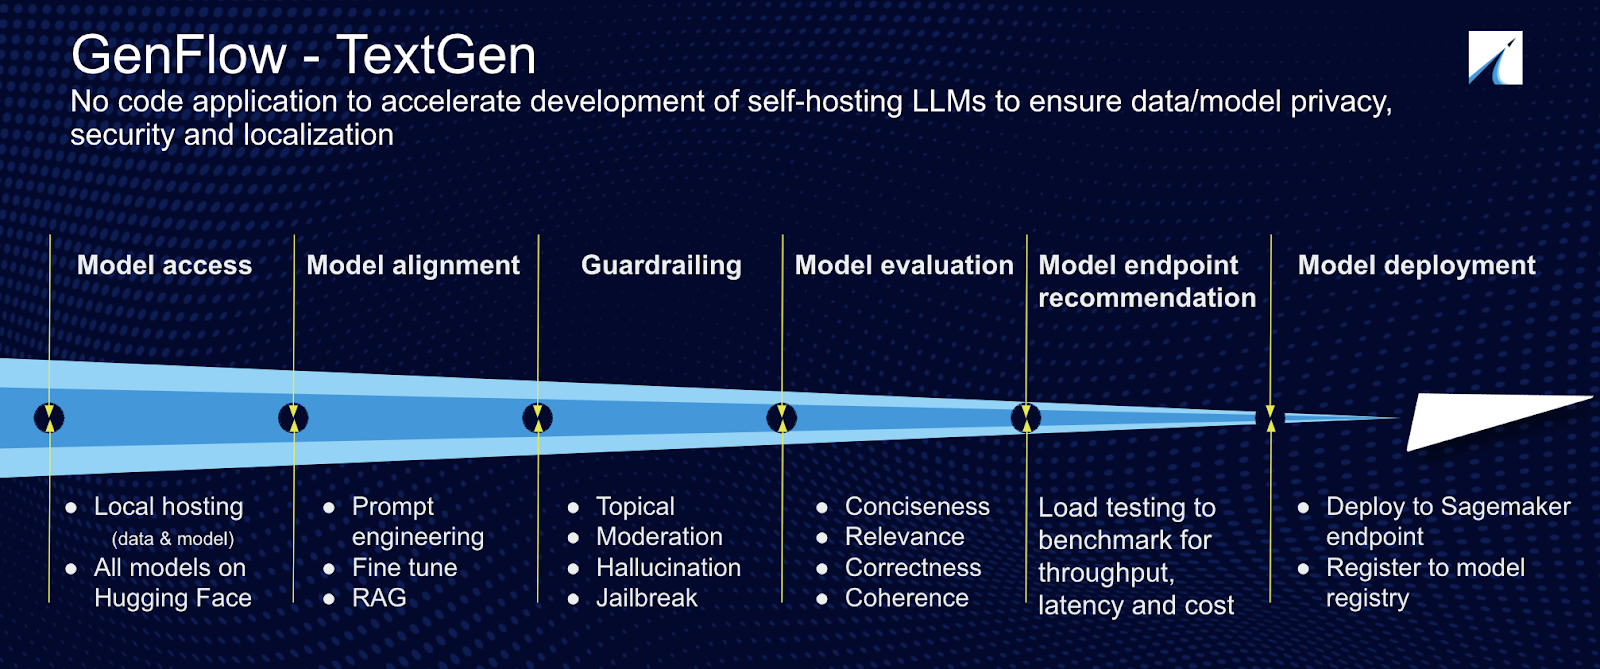 GenFlow - TextGen
No code application to accelerate development of self-hosting LLMs to ensure data/model privacy,
security and localization
Model access
Model alignment
Guardrailing
Model evaluation
Model endpoint
recommendation
Model deployment
● Local hosting
(data & model)
● All models on
Hugging Face
● Prompt
engineering
● Fine tune
● RAG
● Topical
● Moderation
● Hallucination
● Jailbreak
● Conciseness
● Relevance
● Correctness
● Coherence
Load testing to
benchmark for
throughput,
latency and cost
● Deploy to Sagemaker
endpoint
● Register to model
registry